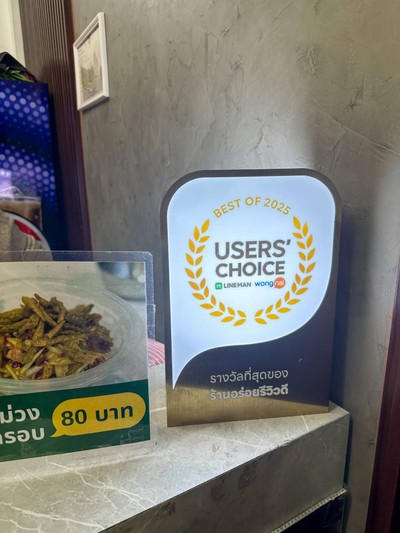 BEST OF 2025
USERS'
CHOICE
LINEMAN wongnai
รางวัลที่สุดของ
ร้านอร่อยรีวิวดี
ม่วง
รอบ
80 บาท